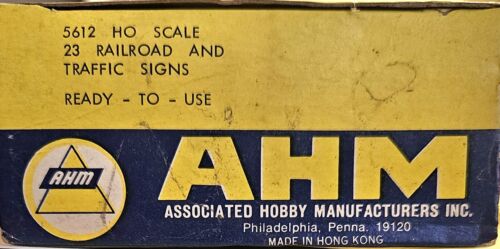 5612 HO SCALE
23 RAILROAD AND
TRAFFIC SIGNS
READY - TO - USE
AHM
AHM
ASSOCIATED HOBBY MANUFACTURERS INC.
Philadelphia, Penna. 19120
MADE IN HONG KONG